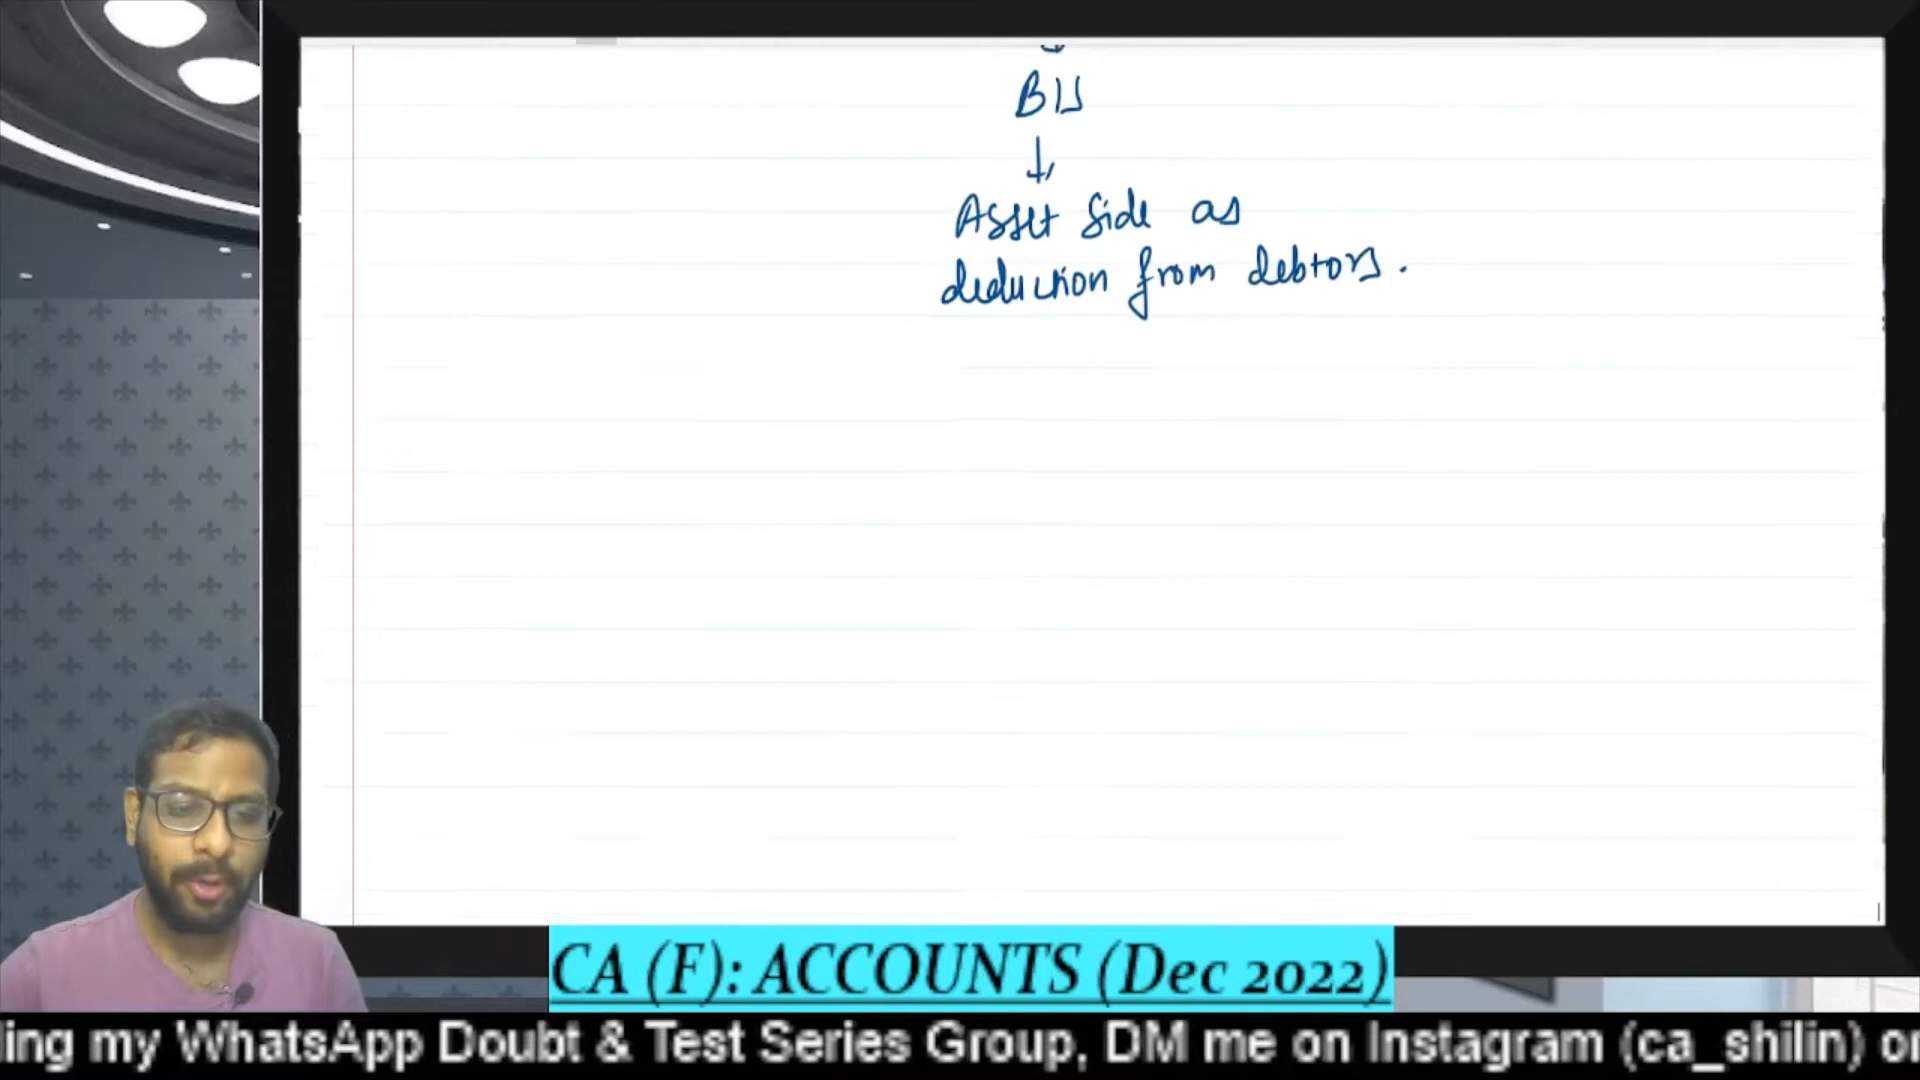 B/S
↓
Asset side as
deduction from debtors.
CA (F): ACCOUNTS (Dec 2022)
ling my WhatsApp Doubt & Test Series Group, DM me on Instagram (ca_shilin) or